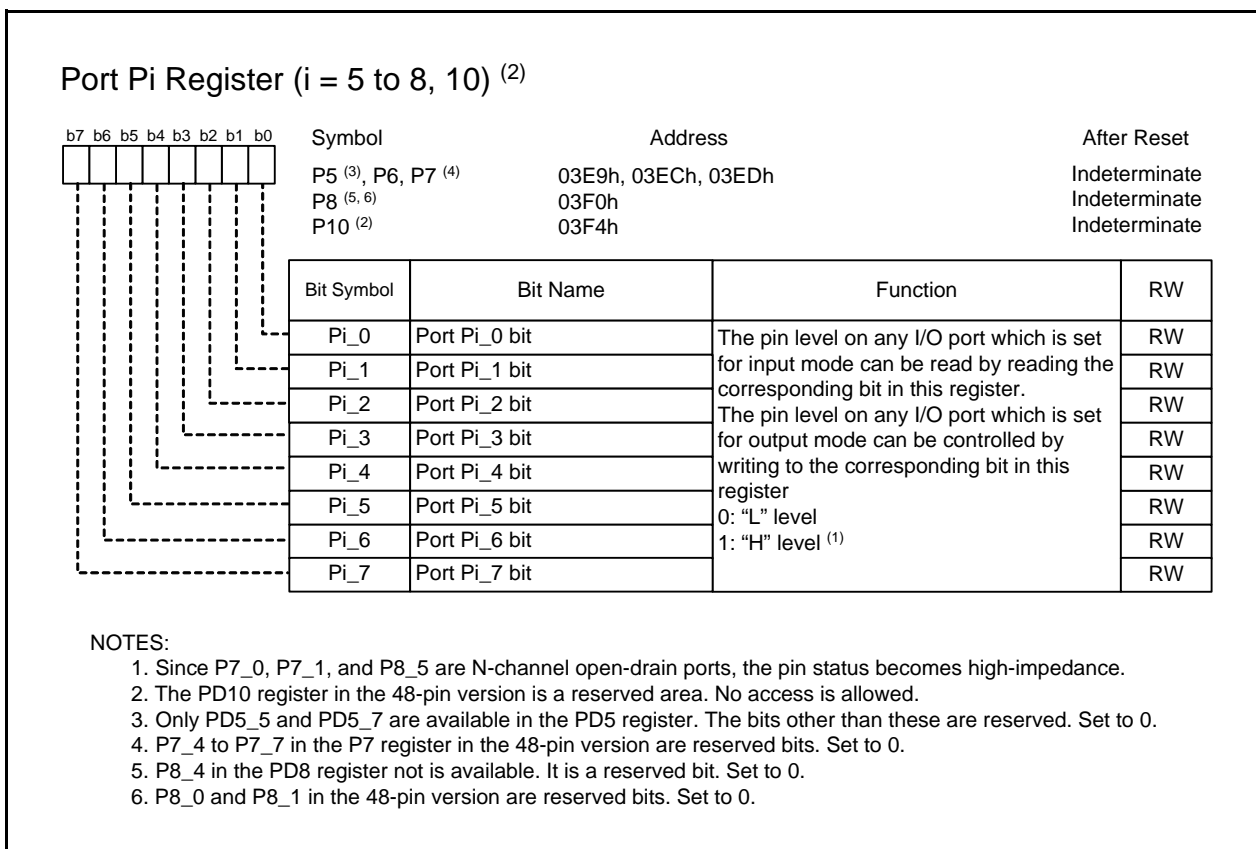 Port Pi Register (i = 5 to 8, 10) (2)
b7 b6 b5 b4 b3 b2 b1 b0
Symbol Address After Reset
P5 (3), P6, P7 (4) 03E9h, 03ECh, 03EDh Indeterminate
P8 (5, 6) 03F0h Indeterminate
P10 (2) 03F4h Indeterminate
Bit Symbol Bit Name Function RW
Pi_0 Port Pi_0 bit RW
Pi_1 Port Pi_1 bit RW
Pi_2 Port Pi_2 bit RW
Pi_3 Port Pi_3 bit RW
Pi_4 Port Pi_4 bit RW
Pi_5 Port Pi_5 bit RW
Pi_6 Port Pi_6 bit RW
Pi_7 Port Pi_7 bit RW
The pin level on any I/O port which is set
for input mode can be read by reading the
corresponding bit in this register.
The pin level on any I/O port which is set
for output mode can be controlled by
writing to the corresponding bit in this
register
0: “L” level
1: “H” level (1)
NOTES:
1. Since P7_0, P7_1, and P8_5 are N-channel open-drain ports, the pin status becomes high-impedance.
2. The PD10 register in the 48-pin version is a reserved area. No access is allowed.
3. Only PD5_5 and PD5_7 are available in the PD5 register. The bits other than these are reserved. Set to 0.
4. P7_4 to P7_7 in the P7 register in the 48-pin version are reserved bits. Set to 0.
5. P8_4 in the PD8 register not is available. It is a reserved bit. Set to 0.
6. P8_0 and P8_1 in the 48-pin version are reserved bits. Set to 0.